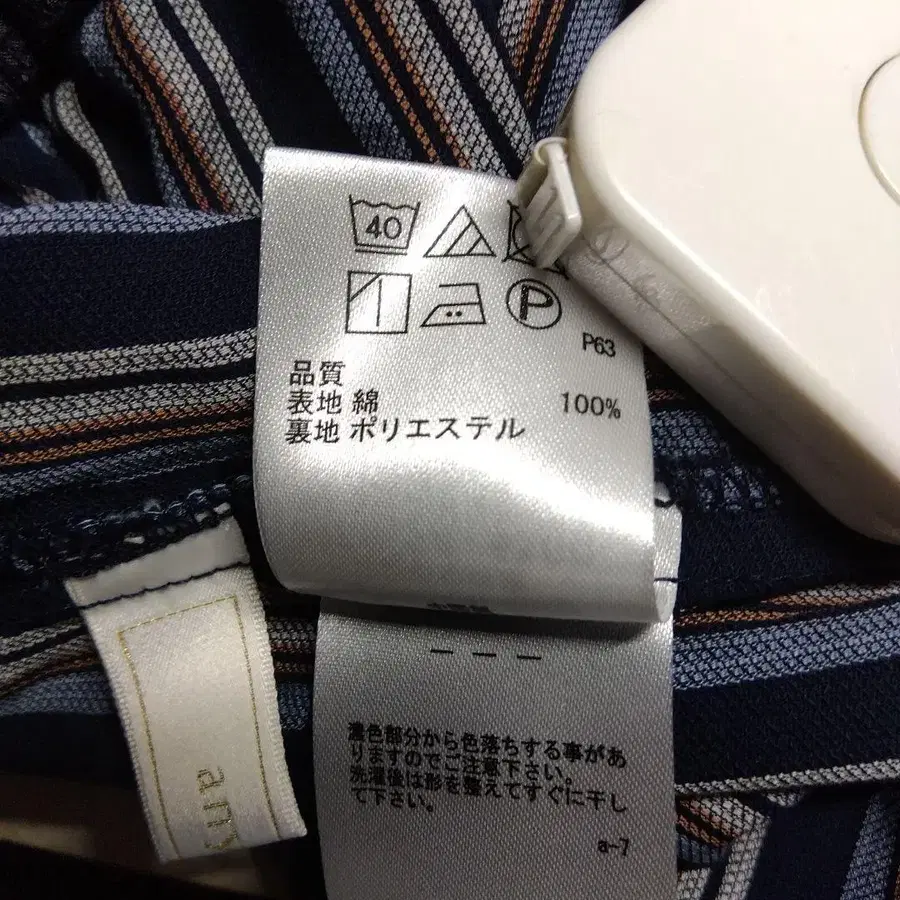 40
P
P63
品質
表地 綿 100%
裏地 ポリエステル
濃色部分から色落ちする事があ
りますのでご注意下さい。
洗濯後は形を整えてすぐに干し
て下さい。
a-7